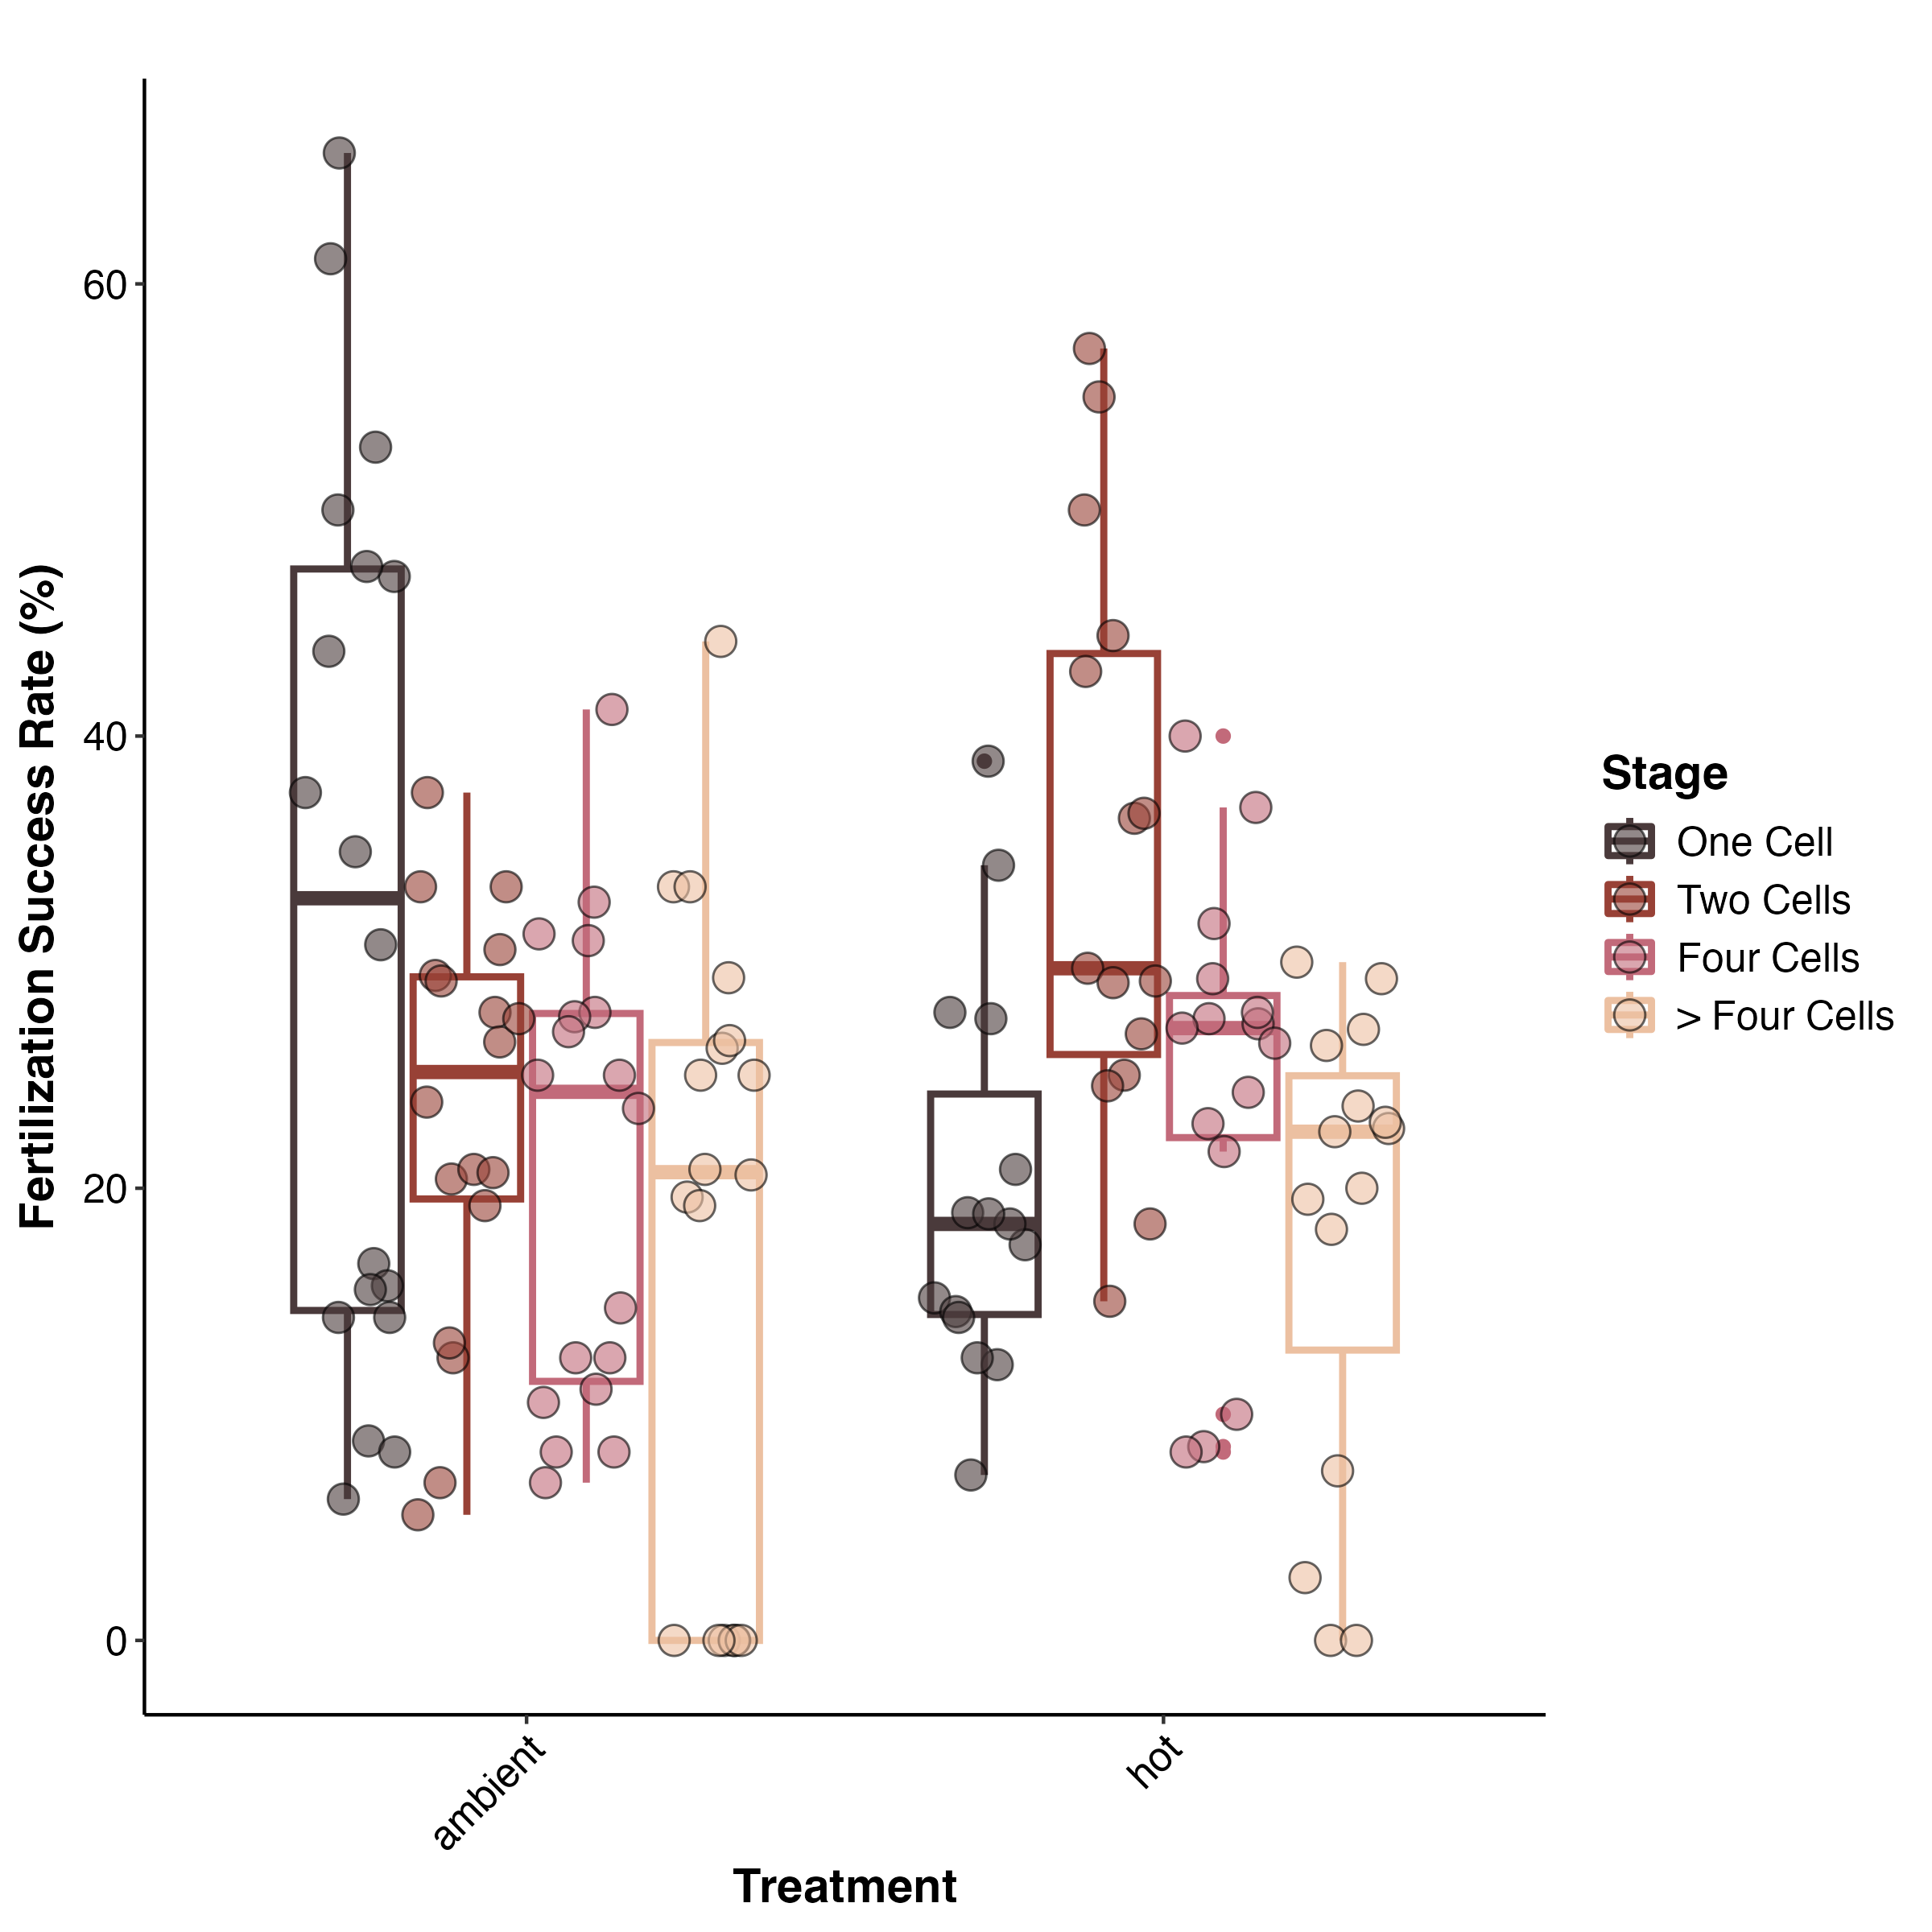 Fertilization Success Rate (%)
60
40
20
0
ambient
hot
Treatment
Stage
One Cell
Two Cells
Four Cells
> Four Cells